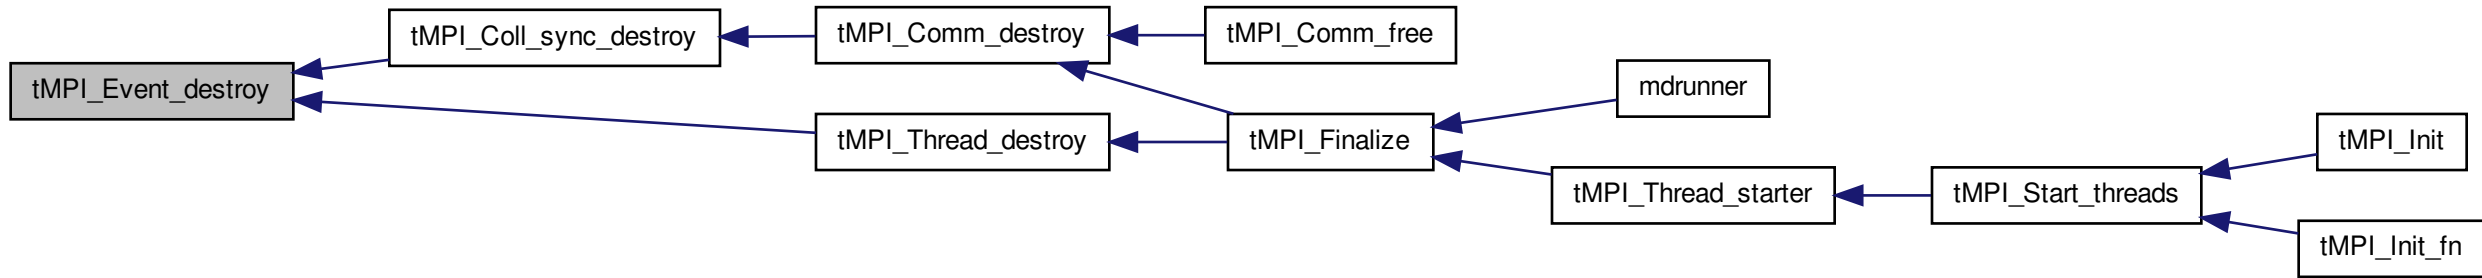 tMPI_Event_destroy
tMPI_Coll_sync_destroy
tMPI_Comm_destroy
tMPI_Comm_free
tMPI_Thread_destroy
tMPI_Finalize
mdrunner
tMPI_Thread_starter
tMPI_Start_threads
tMPI_Init
tMPI_Init_fn